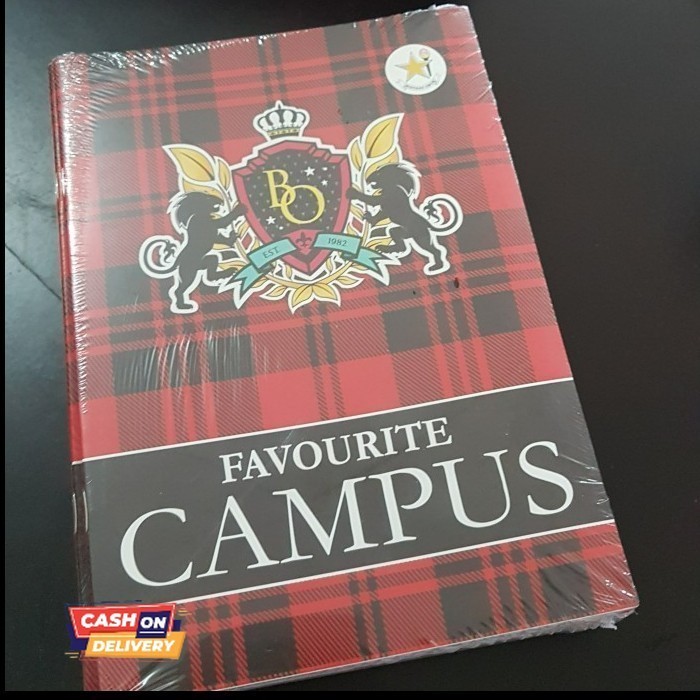 BO
EST. 1982
FAVOURITE
CAMPUS
CASH ON
DELIVERY